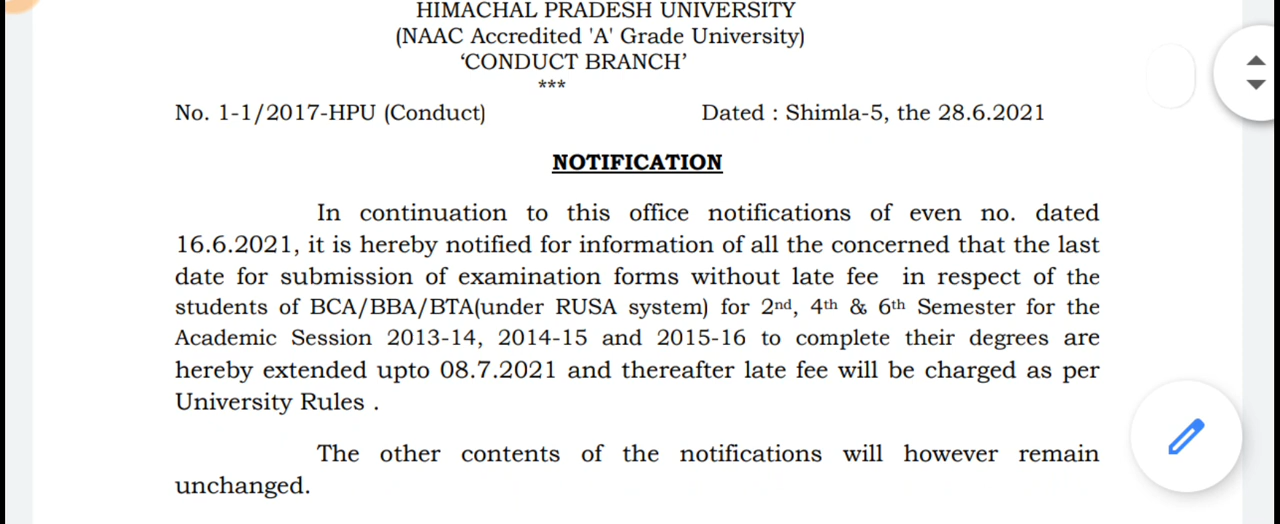 HIMACHAL PRADESH UNIVERSITY
(NAAC Accredited 'A' Grade University)
‘CONDUCT BRANCH’
***
No. 1-1/2017-HPU (Conduct) Dated : Shimla-5, the 28.6.2021
NOTIFICATION
In continuation to this office notifications of even no. dated
16.6.2021, it is hereby notified for information of all the concerned that the last
date for submission of examination forms without late fee in respect of the
students of BCA/BBA/BTA(under RUSA system) for 2nd, 4th & 6th Semester for the
Academic Session 2013-14, 2014-15 and 2015-16 to complete their degrees are
hereby extended upto 08.7.2021 and thereafter late fee will be charged as per
University Rules .
The other contents of the notifications will however remain
unchanged.